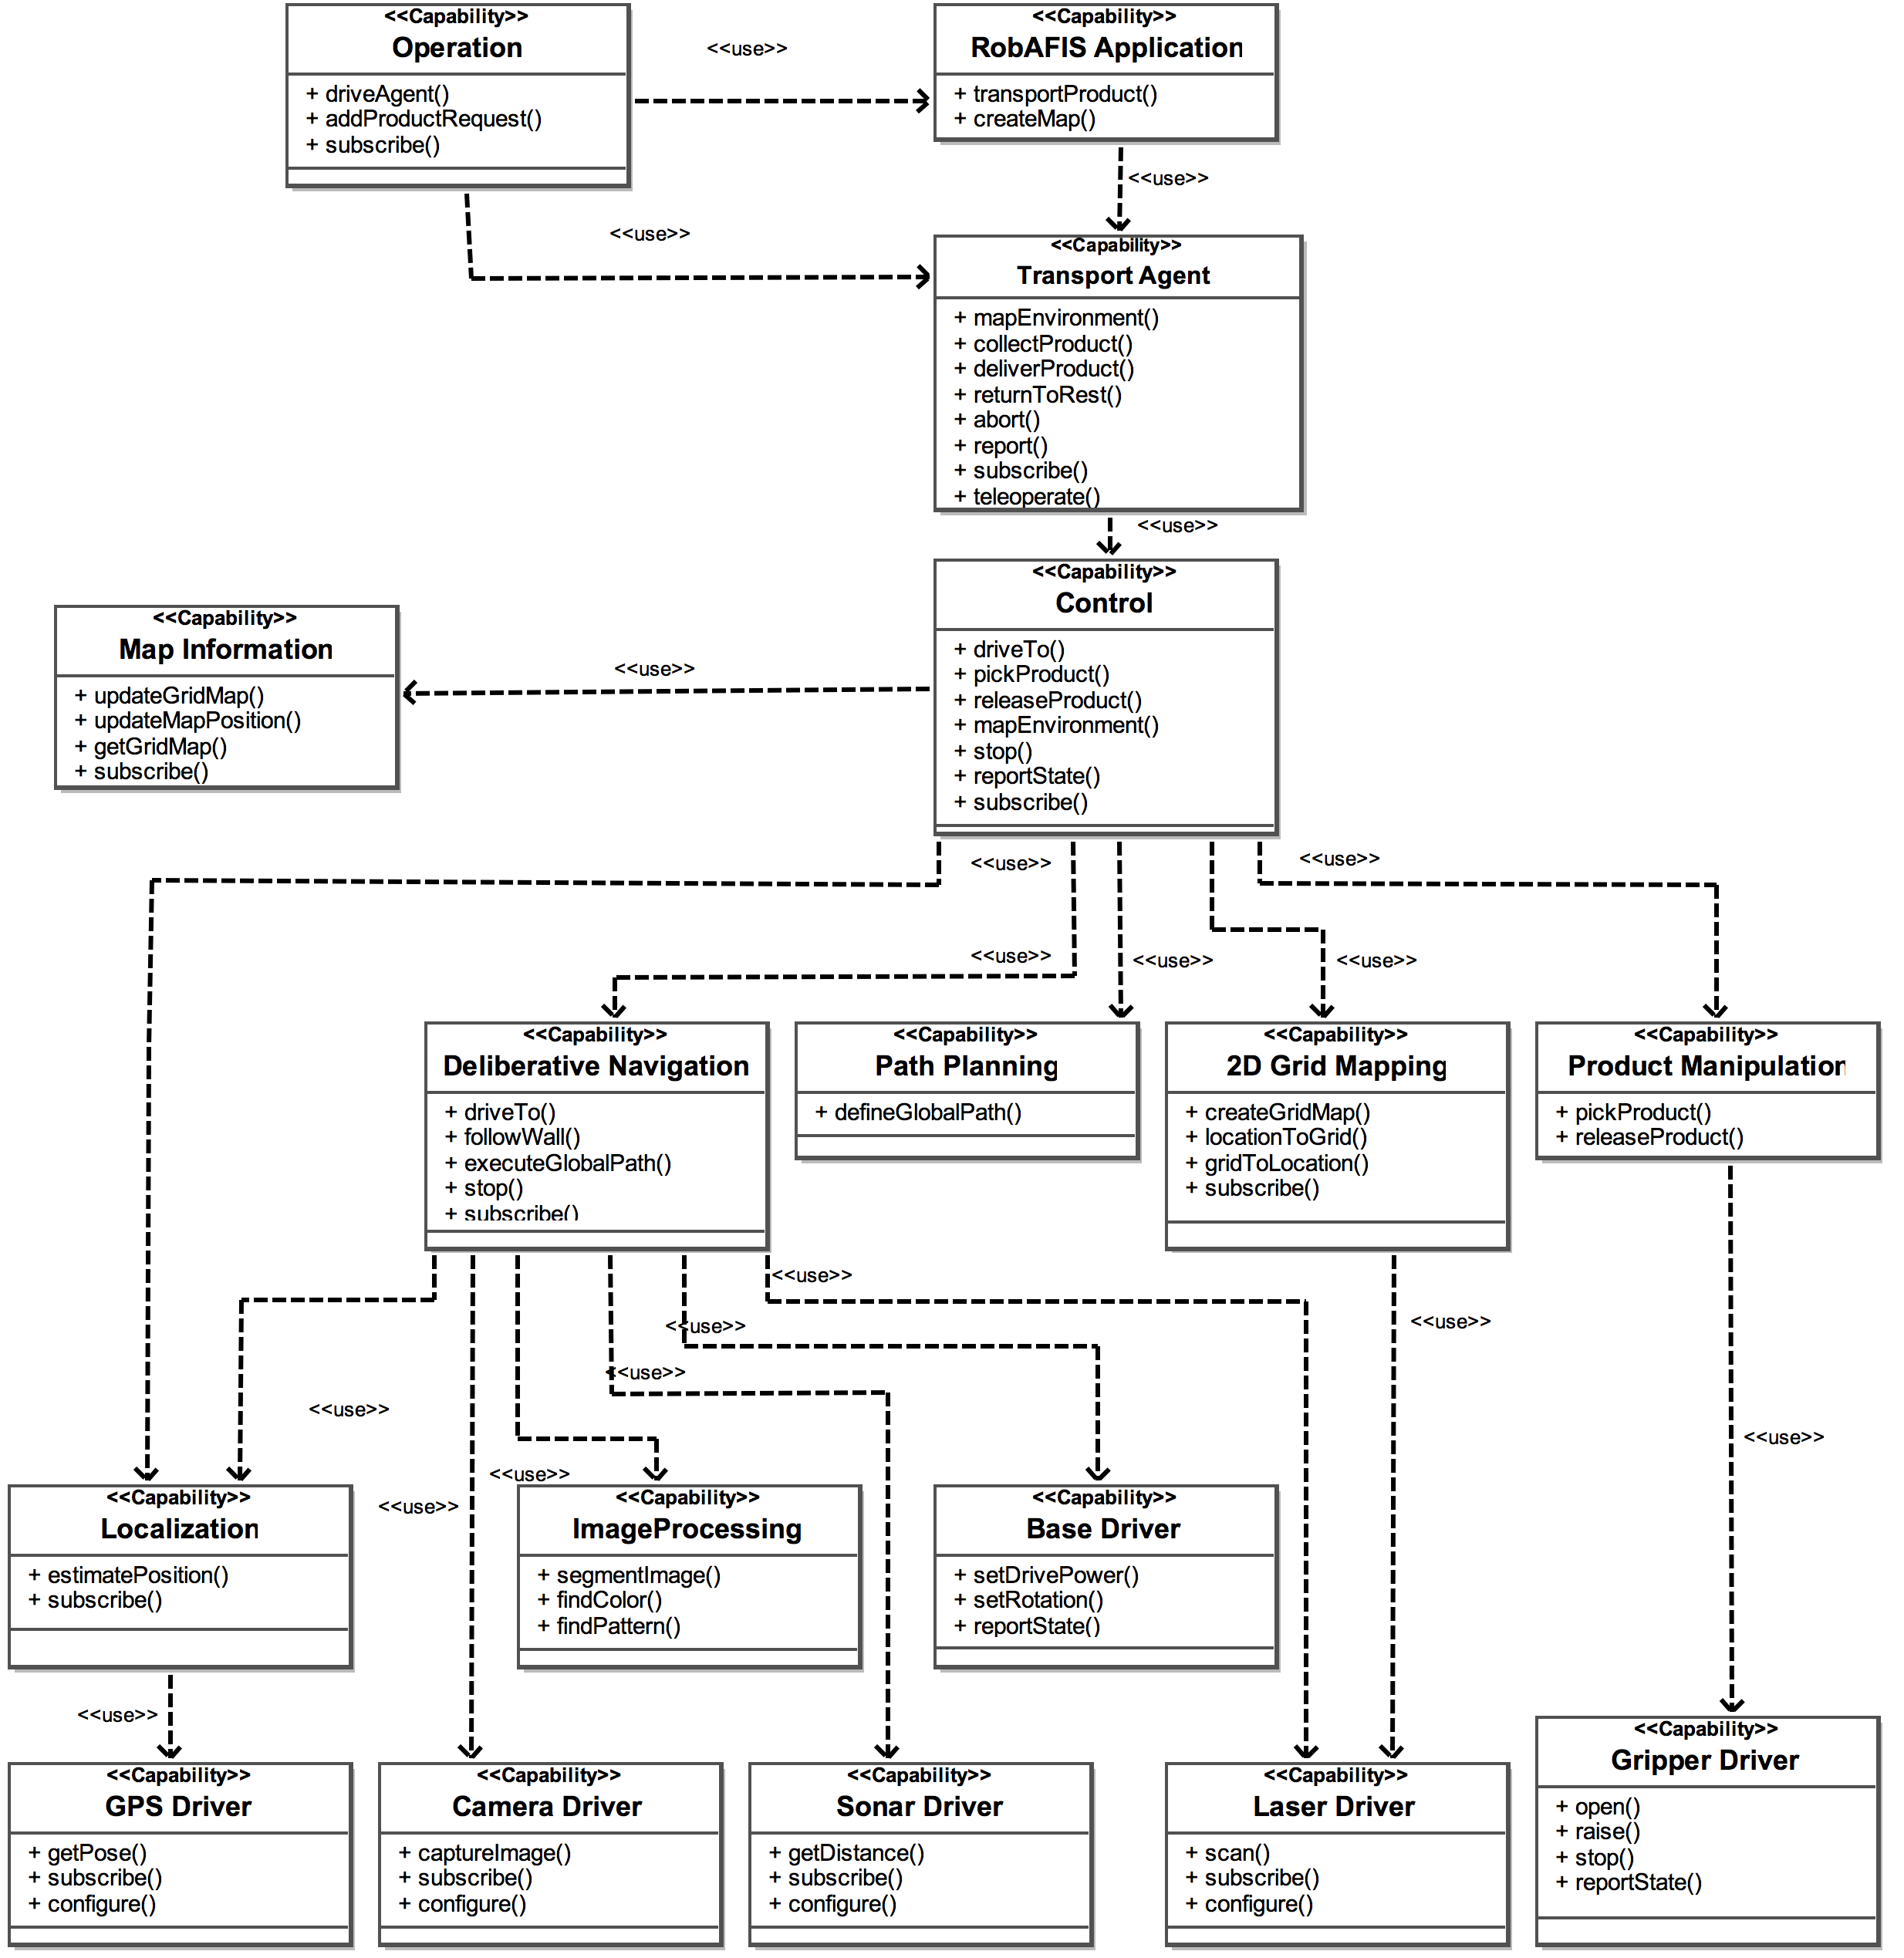 <<Capability>>
Operation
+ driveAgent()
+ addProductRequest()
+ subscribe()
<<use>>
<<Capability>>
RobAFIS Application
+ transportProduct()
+ createMap()
<<use>>
<<use>>
<<Capability>>
Transport Agent
+ mapEnvironment()
+ collectProduct()
+ deliverProduct()
+ returnToRest()
+ abort()
+ report()
+ subscribe()
+ teleoperate()
<<use>>
<<Capability>>
Control
+ driveTo()
+ pickProduct()
+ releaseProduct()
+ mapEnvironment()
+ stop()
+ reportState()
+ subscribe()
<<Capability>>
Map Information
+ updateGridMap()
+ updateMapPosition()
+ getGridMap()
+ subscribe()
<<use>>
<<use>>
<<use>>
<<use>>
<<use>>
<<use>>
<<Capability>>
Deliberative Navigation
+ driveTo()
+ followWall()
+ executeGlobalPath()
+ stop()
+ subscribe()
<<Capability>>
Path Planning
+ defineGlobalPath()
<<Capability>>
2D Grid Mapping
+ createGridMap()
+ locationToGrid()
+ gridToLocation()
+ subscribe()
<<Capability>>
Product Manipulation
+ pickProduct()
+ releaseProduct()
<<use>>
<<use>>
<<use>>
<<use>>
<<use>>
<<use>>
<<use>>
<<use>>
<<Capability>>
Localization
+ estimatePosition()
+ subscribe()
<<Capability>>
ImageProcessing
+ segmentImage()
+ findColor()
+ findPattern()
<<Capability>>
Base Driver
+ setDrivePower()
+ setRotation()
+ reportState()
<<use>>
<<Capability>>
GPS Driver
+ getPose()
+ subscribe()
+ configure()
<<Capability>>
Camera Driver
+ captureImage()
+ subscribe()
+ configure()
<<Capability>>
Sonar Driver
+ getDistance()
+ subscribe()
+ configure()
<<Capability>>
Laser Driver
+ scan()
+ subscribe()
+ configure()
<<Capability>>
Gripper Driver
+ open()
+ raise()
+ stop()
+ reportState()